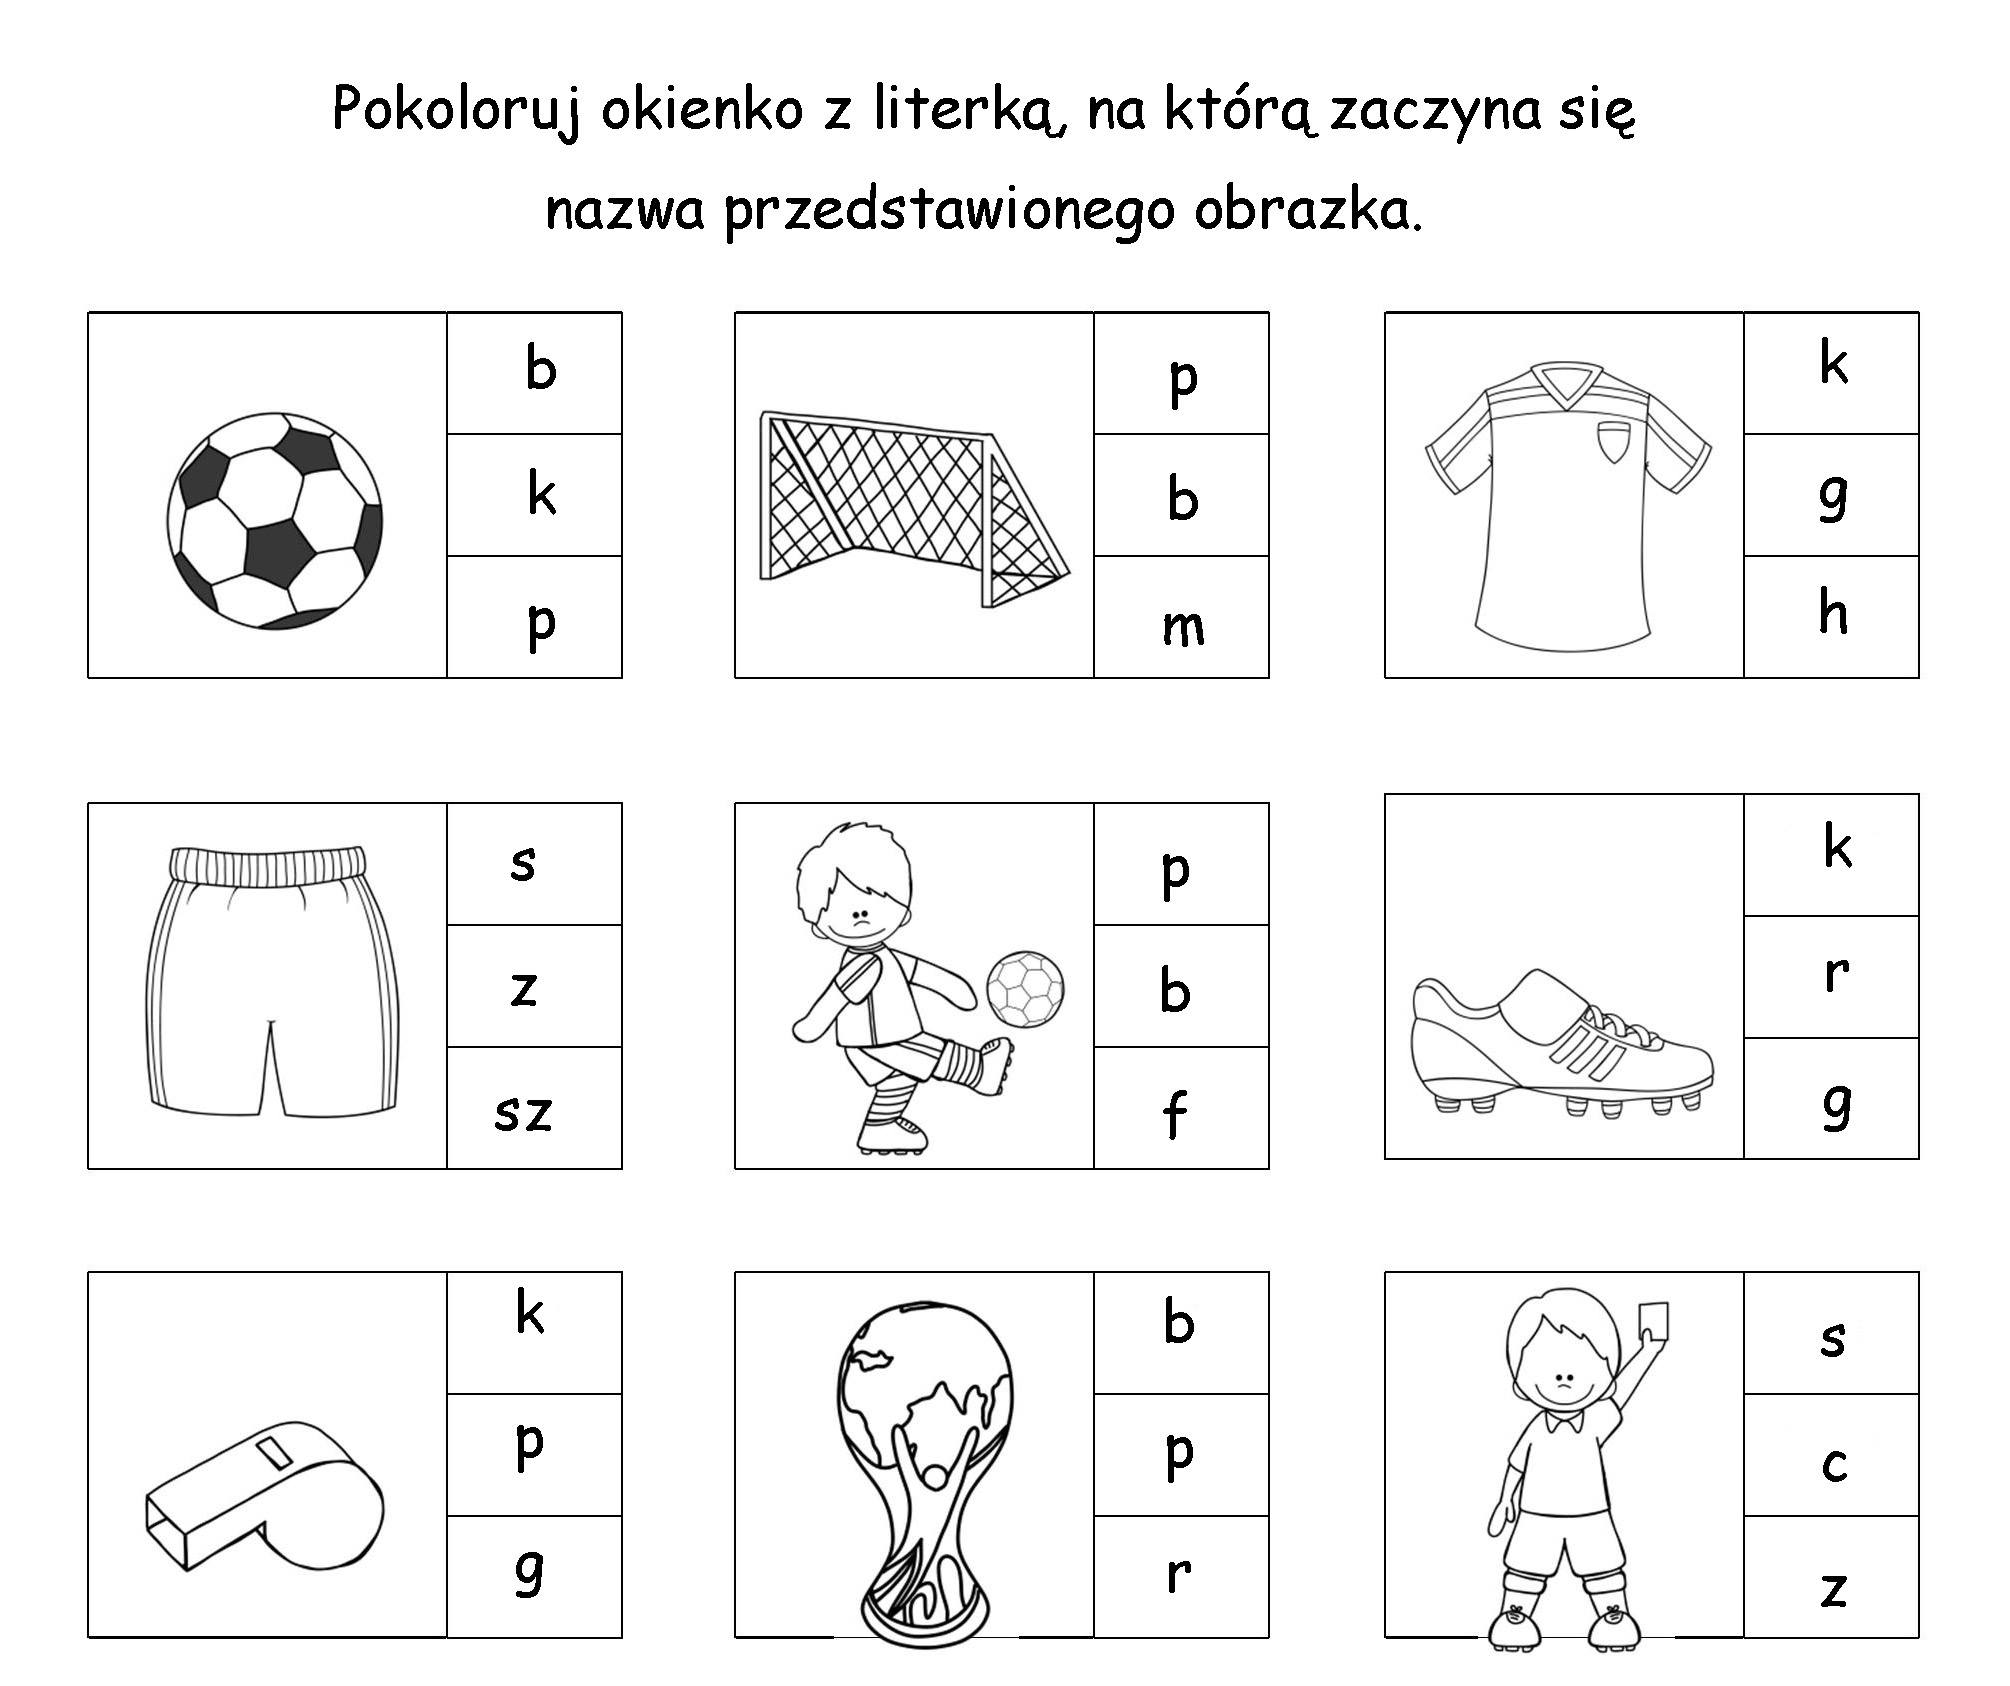 Pokoloruj okienko z literką, na którą zaczyna się
nazwa przedstawionego obrazka.
b
k
p
p
b
m
k
g
h
s
z
sz
p
b
f
k
r
g
k
p
g
b
p
r
s
c
z